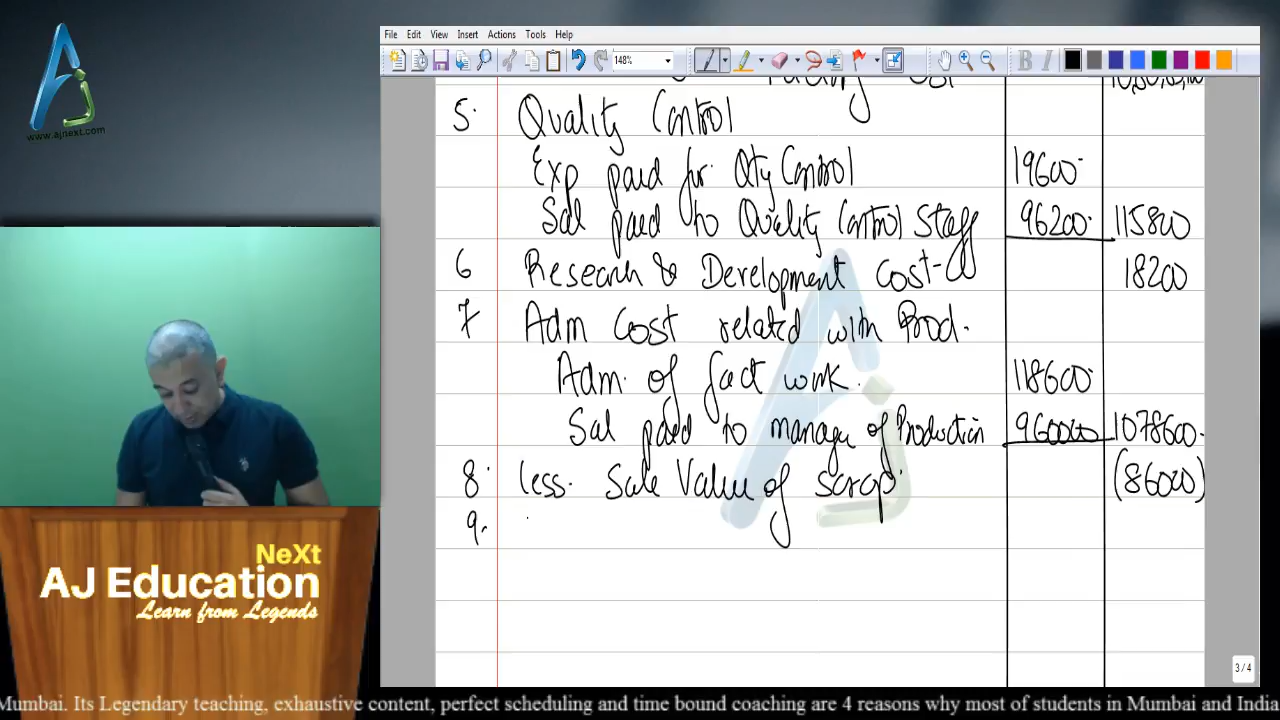 www.ajnext.com
File Edit View Insert Actions Tools Help
148%
B I U
Cost
5. Quality Control
Exp paid for Qty Control 19600
Sal paid to Quality Control Staff 96200 115800
6 Research & Development Cost 18200
7 Adm Cost related with Prod.
Adm. of fact work. 118600
Sal paid to manager of Production 960000 1078600
8. less. Sale Value of scrap. (86000)
9.
3 / 4
NeXt
AJ Education
Learn from Legends
Mumbai. Its Legendary teaching, exhaustive content, perfect scheduling and time bound coaching are 4 reasons why most of students in Mumbai and India